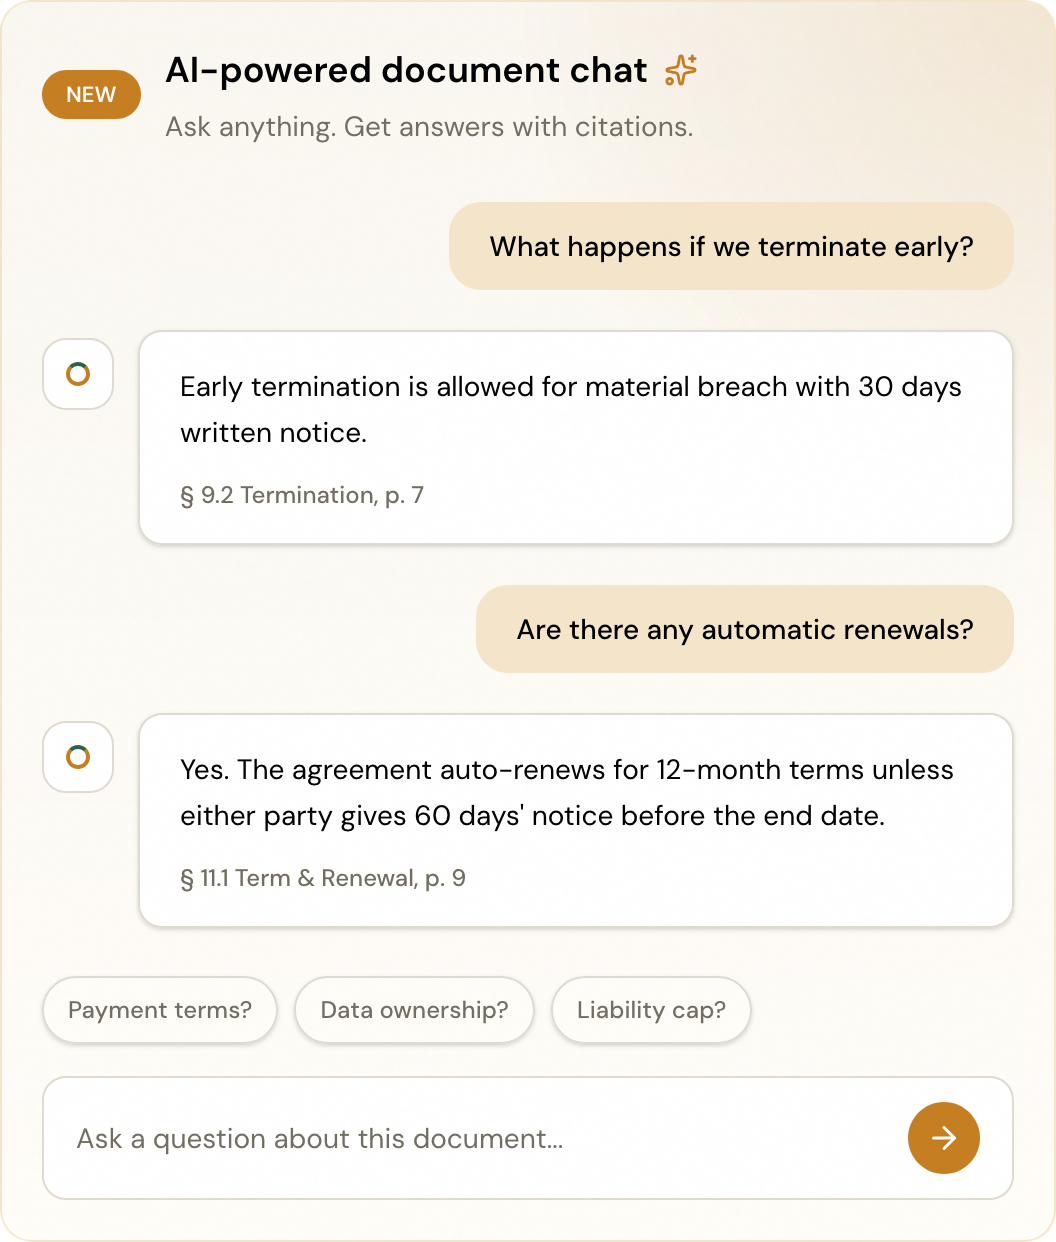 NEW
AI-powered document chat
Ask anything. Get answers with citations.
What happens if we terminate early?
Early termination is allowed for material breach with 30 days
written notice.
§ 9.2 Termination, p. 7
Are there any automatic renewals?
Yes. The agreement auto-renews for 12-month terms unless
either party gives 60 days' notice before the end date.
§ 11.1 Term & Renewal, p. 9
Payment terms?
Data ownership?
Liability cap?
Ask a question about this document...